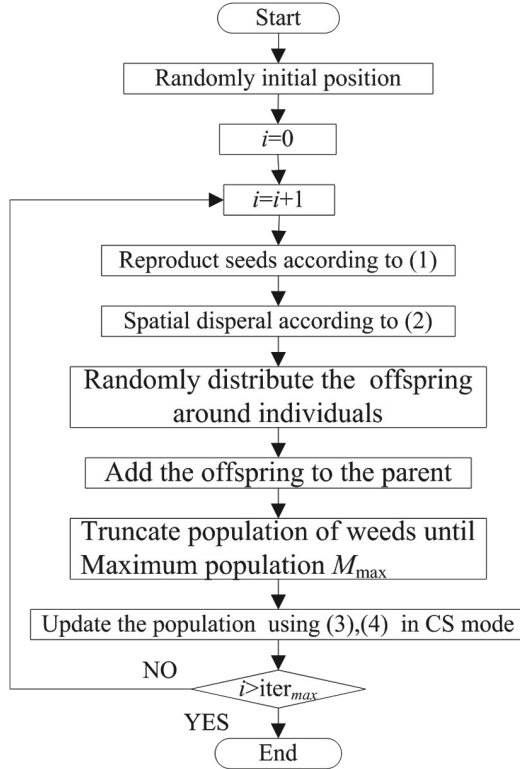 Start
Randomly initial position
i=0
i=i+1
Reproduct seeds according to (1)
Spatial disperal according to (2)
Randomly distribute the offspring
around individuals
Add the offspring to the parent
Truncate population of weeds until
Maximum population Mmax
Update the population using (3),(4) in CS mode
NO
i>itermax
YES
End